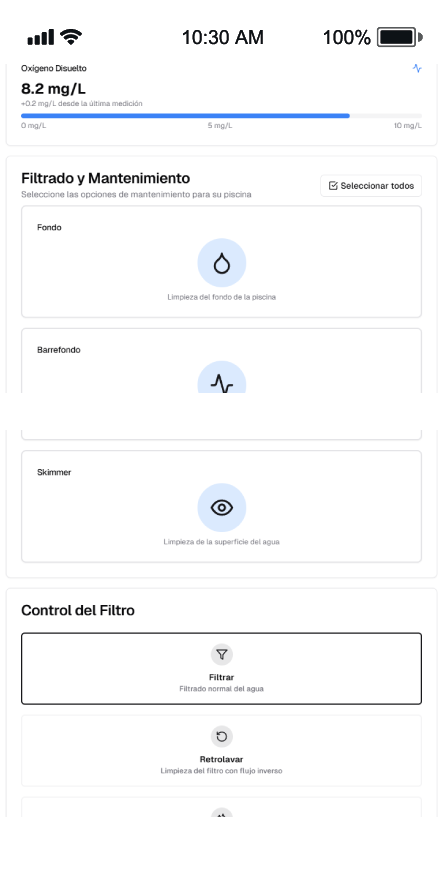 10:30 AM
100%
Oxígeno Disuelto
8.2 mg/L
+0.2 mg/L desde la última medición
0 mg/L
5 mg/L
10 mg/L
Filtrado y Mantenimiento
Seleccione las opciones de mantenimiento para su piscina
Seleccionar todos
Fondo
Limpieza del fondo de la piscina
Barrefondo
Skimmer
Limpieza de la superficie del agua
Control del Filtro
Filtrar
Filtrado normal del agua
Retrolavar
Limpieza del filtro con flujo inverso